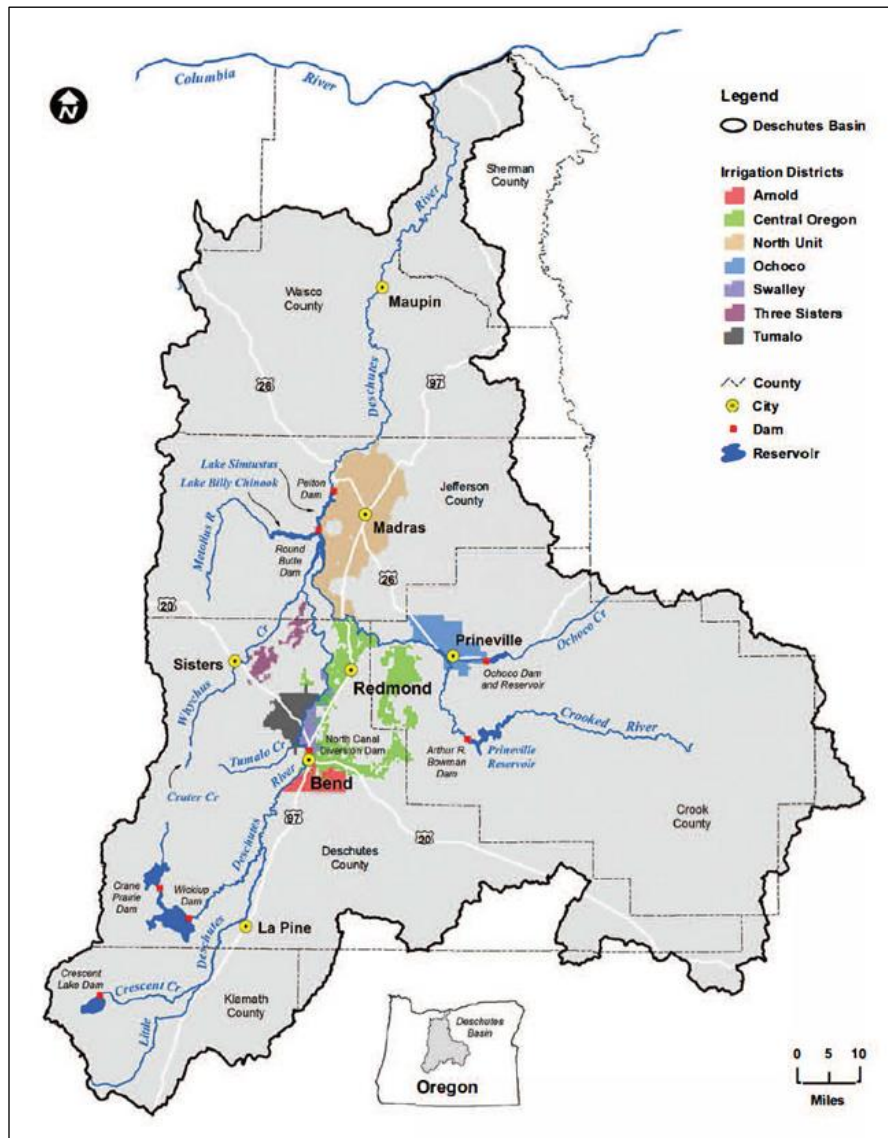 Columbia
River
N
Legend
Deschutes Basin
Irrigation Districts
Arnold
Central Oregon
North Unit
Ochoco
Swalley
Three Sisters
Tumalo
County
City
Dam
Reservoir
Sherman
County
River
Wasco
County
Maupin
Deschutes
26
97
Lake Simtustus
Lake Billy Chinook
Pelton
Dam
Jefferson
County
Metolius R
Madras
Round
Butte
Dam
26
20
Cr
Whychus
Sisters
Prineville
Ochoco Cr
Ochoco Dam
and Reservoir
Redmond
Crooked River
North Canal
Diversion Dam
Arthur R.
Bowman
Dam
Prineville
Reservoir
Tumalo Cr
River
Bend
Crater Cr
97
20
Crook
County
Deschutes
Deschutes
County
Crane
Prairie
Dam
Wickiup
Dam
La Pine
Deschutes
Crescent
Lake Dam
Crescent Cr
Klamath
County
Little
Deschutes
Basin
Oregon
0 5 10
Miles